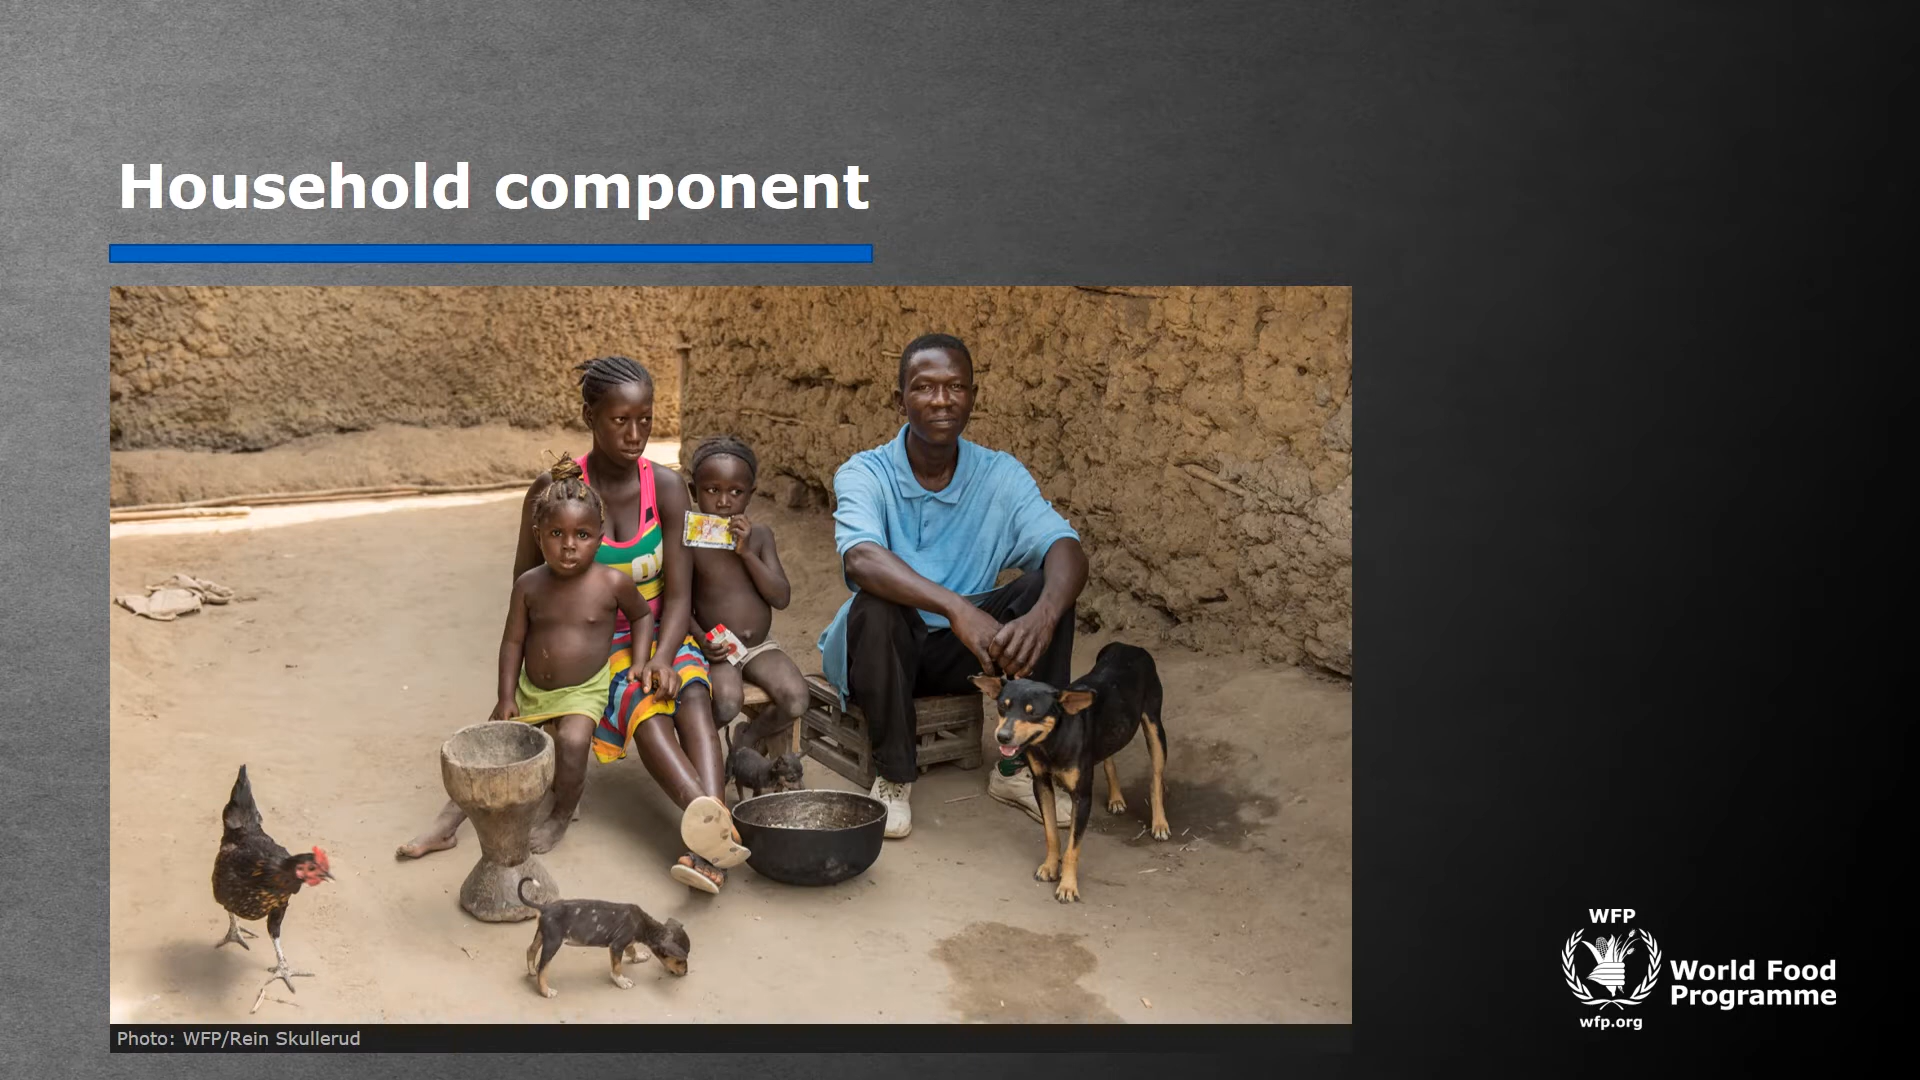 Household component
Photo: WFP/Rein Skullerud
WFP
World Food
Programme
wfp.org